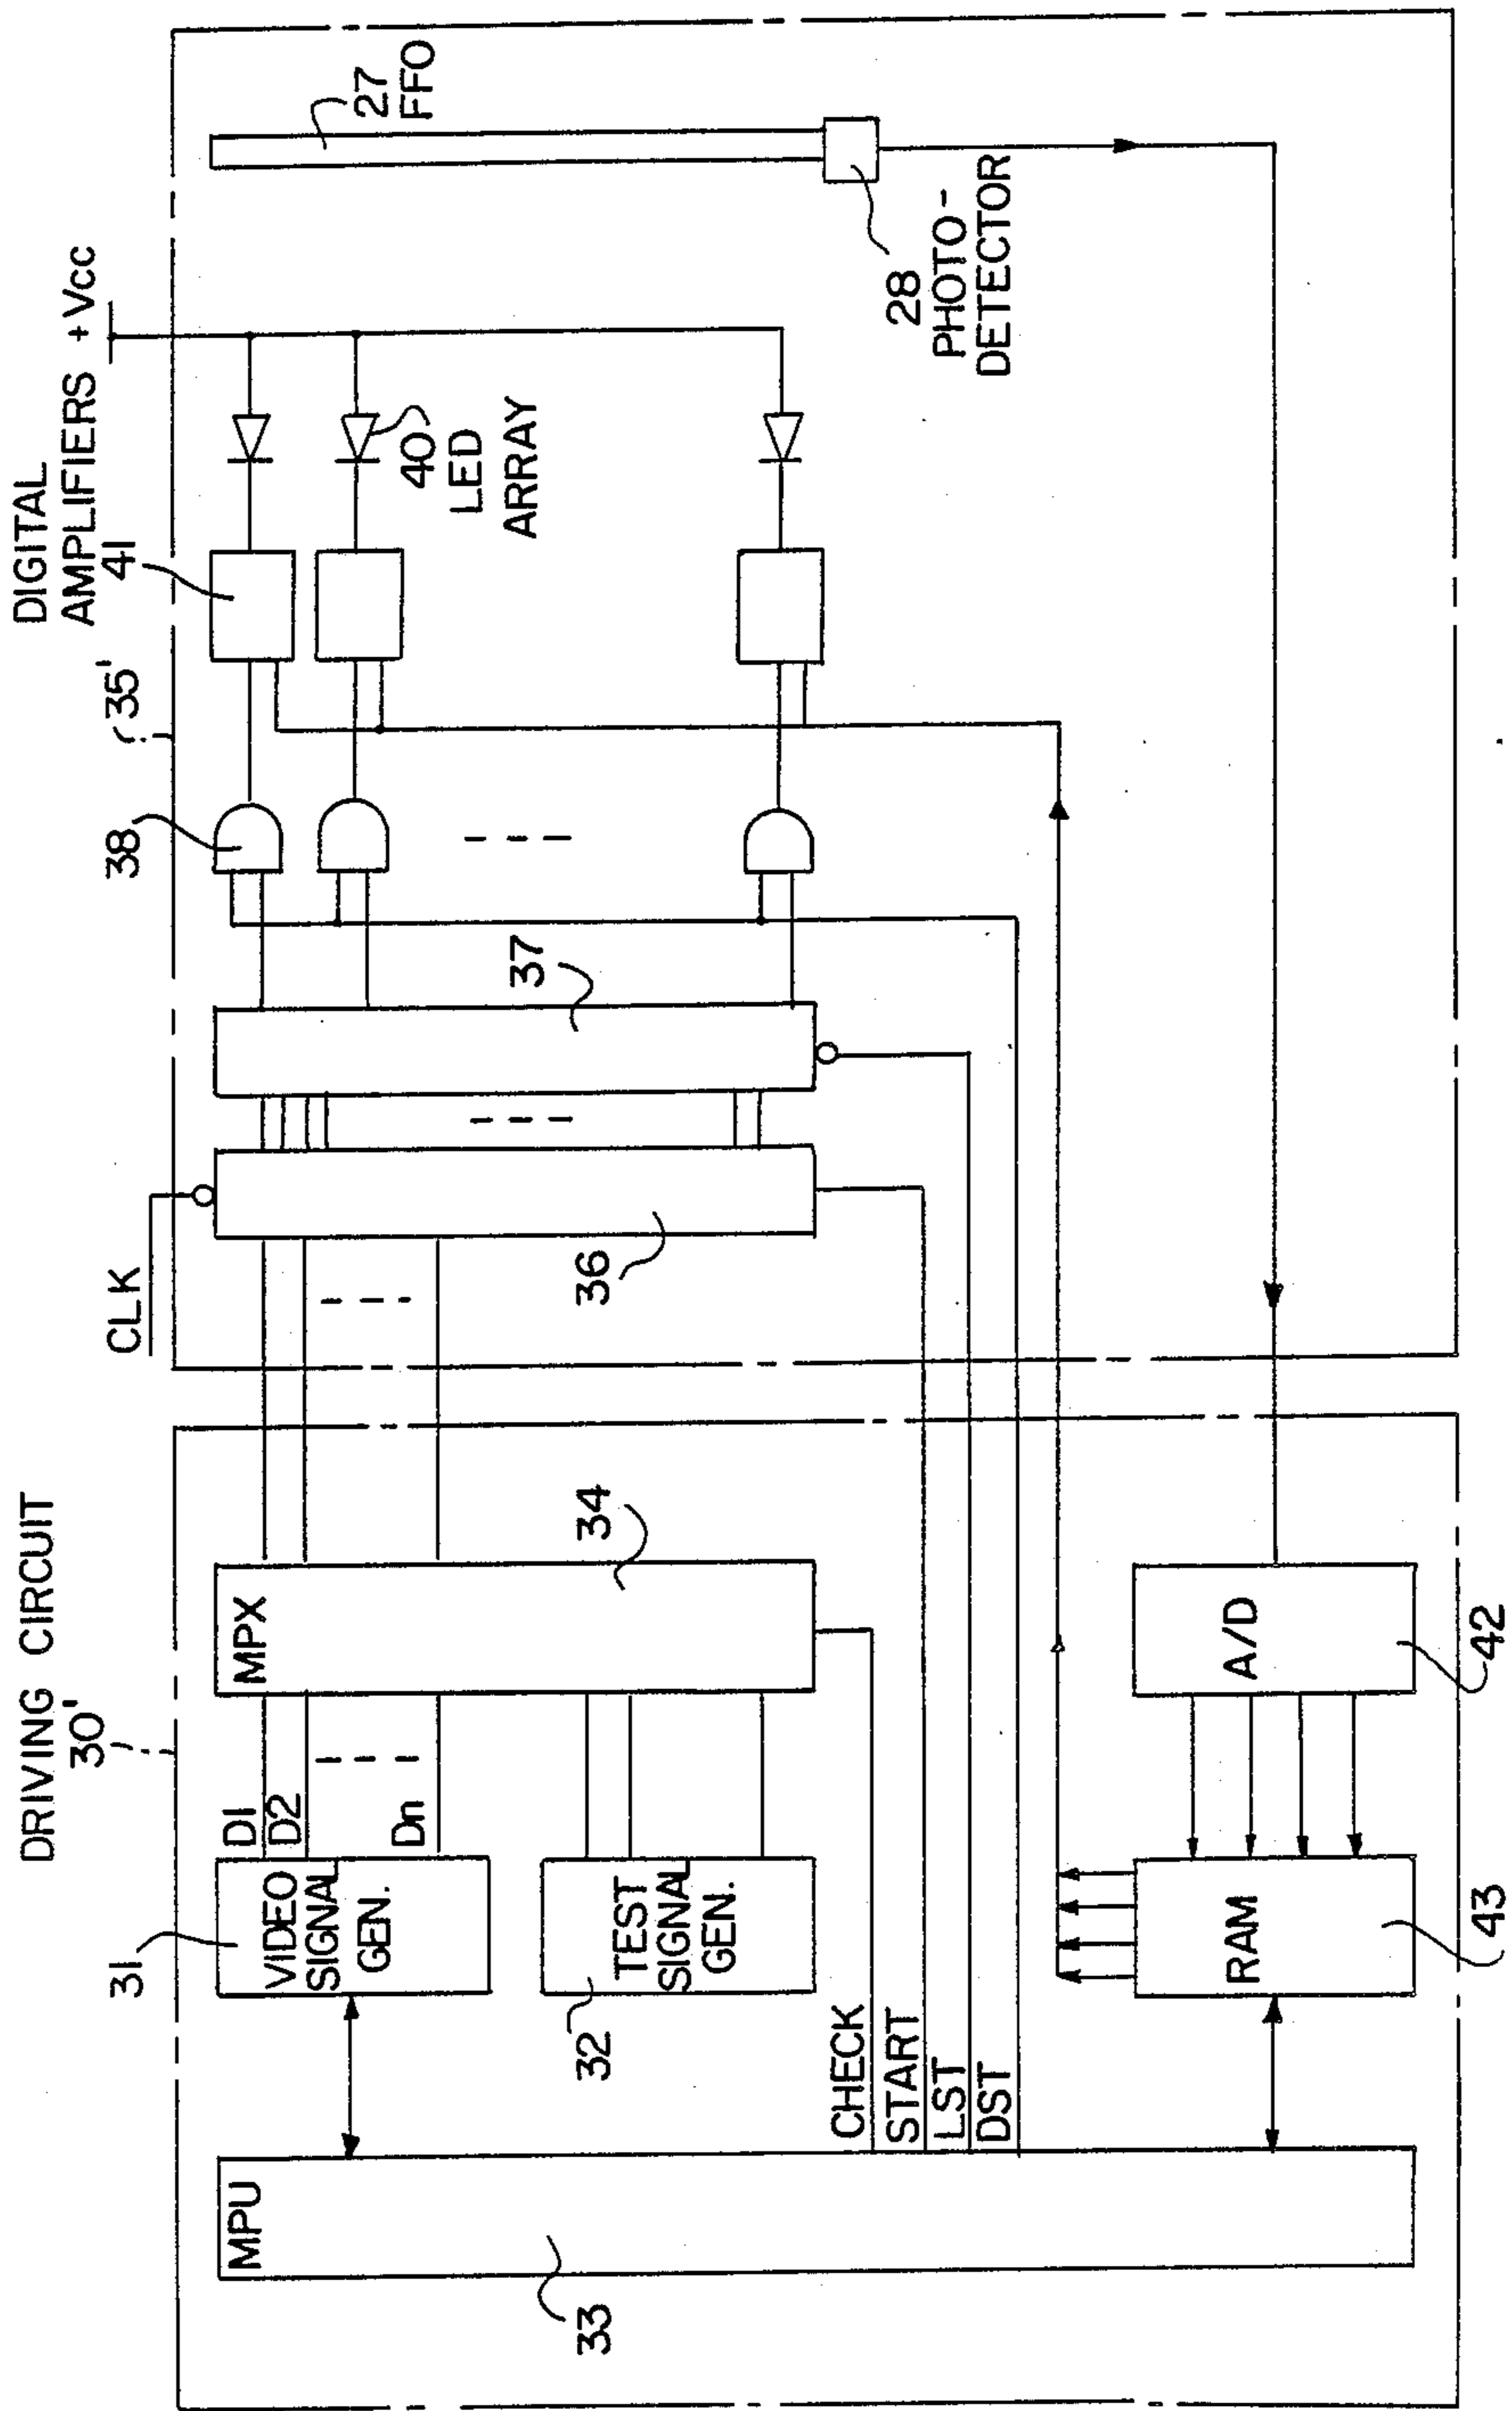 DRIVING CIRCUIT
30'
DIGITAL
AMPLIFIERS +Vcc
41
35'
CLK
38
37
36
27
FFO
40
LED
ARRAY
28
PHOTO-
DETECTOR
31
VIDEO
SIGNAL
GEN.
D1
D2
Dn
MPX
34
32
TEST
SIGNAL
GEN.
MPU
33
CHECK
START
LST
DST
RAM
43
A/D
42